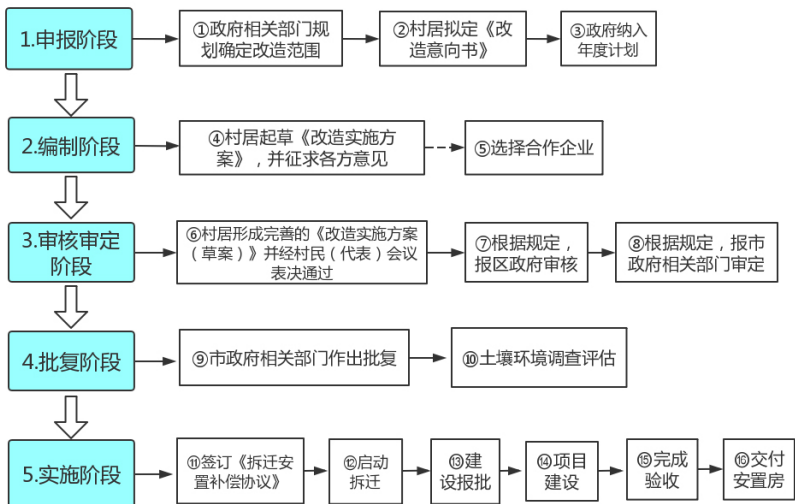 1.申报阶段
①政府相关部门规
划确定改造范围
②村居拟定《改
造意向书》
③政府纳入
年度计划
2.编制阶段
④村居起草《改造实施方
案》，并征求各方意见
⑤选择合作企业
3.审核审定
阶段
⑥村居形成完善的《改造实施方案
（草案）》并经村民（代表）会议
表决通过
⑦根据规定，
报区政府审核
⑧根据规定，报市
政府相关部门审定
4.批复阶段
⑨市政府相关部门作出批复
⑩土壤环境调查评估
5.实施阶段
⑪签订《拆迁安
置补偿协议》
⑫启动
拆迁
⑬建
设报批
⑭项目
建设
⑮完成
验收
⑯交付
安置房